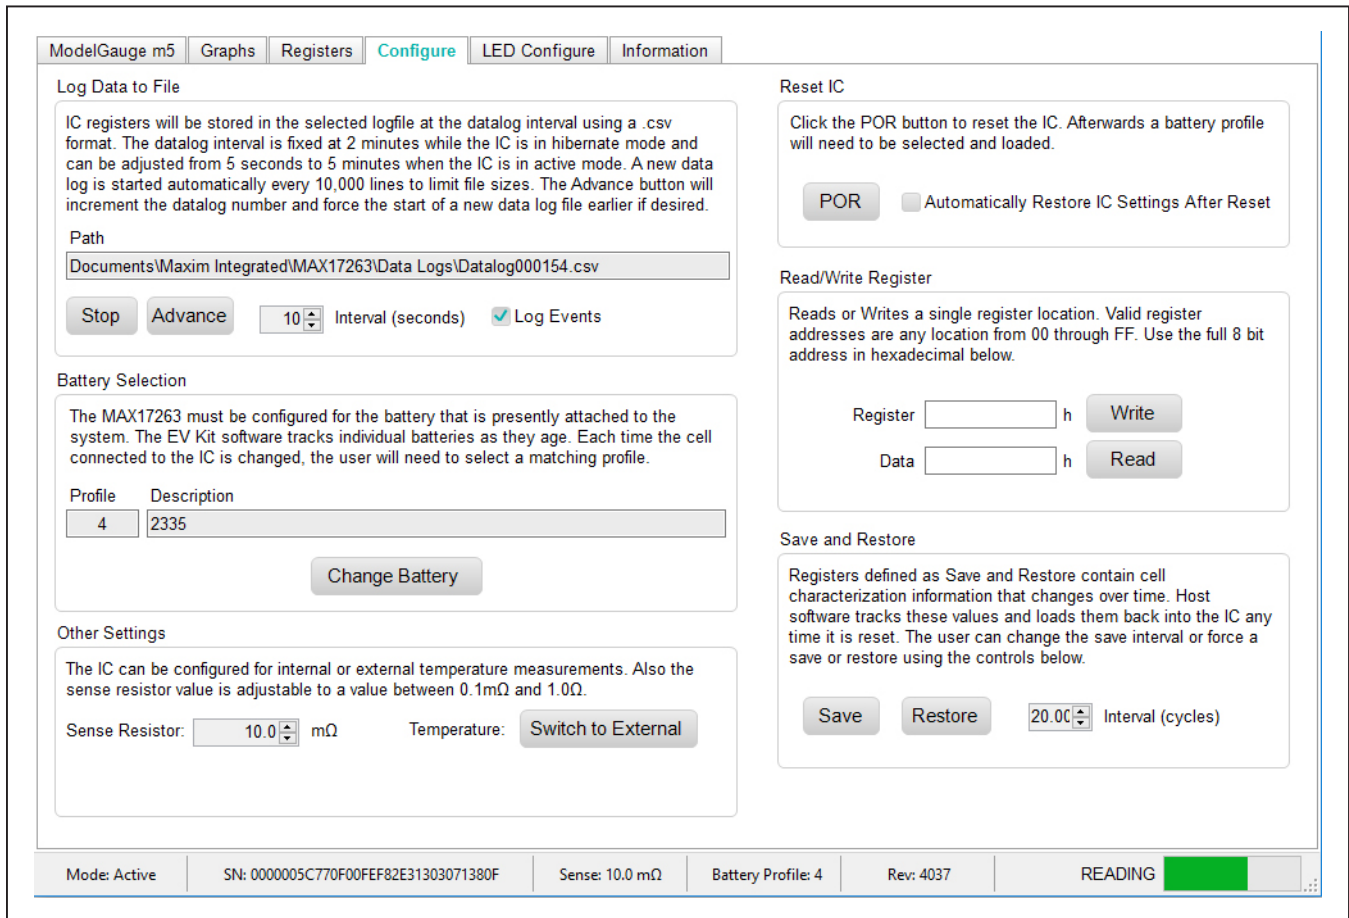 ModelGauge m5 Graphs Registers Configure LED Configure Information
Log Data to File
IC registers will be stored in the selected logfile at the datalog interval using a .csv
format. The datalog interval is fixed at 2 minutes while the IC is in hibernate mode and
can be adjusted from 5 seconds to 5 minutes when the IC is in active mode. A new data
log is started automatically every 10,000 lines to limit file sizes. The Advance button will
increment the datalog number and force the start of a new data log file earlier if desired.
Path
Documents\Maxim Integrated\MAX17263\Data Logs\Datalog000154.csv
Stop Advance 10 Interval (seconds) Log Events
Battery Selection
The MAX17263 must be configured for the battery that is presently attached to the
system. The EV Kit software tracks individual batteries as they age. Each time the cell
connected to the IC is changed, the user will need to select a matching profile.
Profile Description
4 2335
Change Battery
Other Settings
The IC can be configured for internal or external temperature measurements. Also the
sense resistor value is adjustable to a value between 0.1mΩ and 1.0Ω.
Sense Resistor: 10.0 mΩ Temperature: Switch to External
Reset IC
Click the POR button to reset the IC. Afterwards a battery profile
will need to be selected and loaded.
POR Automatically Restore IC Settings After Reset
Read/Write Register
Reads or Writes a single register location. Valid register
addresses are any location from 00 through FF. Use the full 8 bit
address in hexadecimal below.
Register h Write
Data h Read
Save and Restore
Registers defined as Save and Restore contain cell
characterization information that changes over time. Host
software tracks these values and loads them back into the IC any
time it is reset. The user can change the save interval or force a
save or restore using the controls below.
Save Restore 20.00 Interval (cycles)
Mode: Active SN: 0000005C770F00FEF82E31303071380F Sense: 10.0 mΩ Battery Profile: 4 Rev: 4037 READING